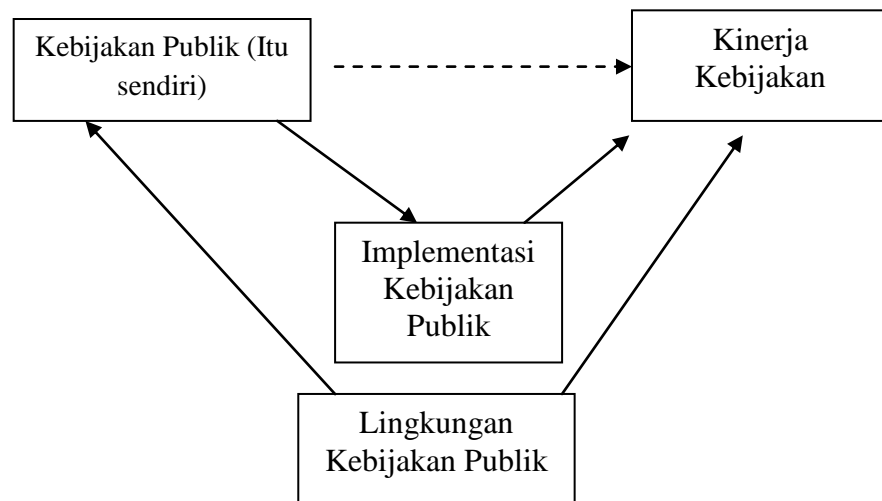 Kebijakan Publik (Itu
sendiri)
Kinerja
Kebijakan
Implementasi
Kebijakan
Publik
Lingkungan
Kebijakan Publik